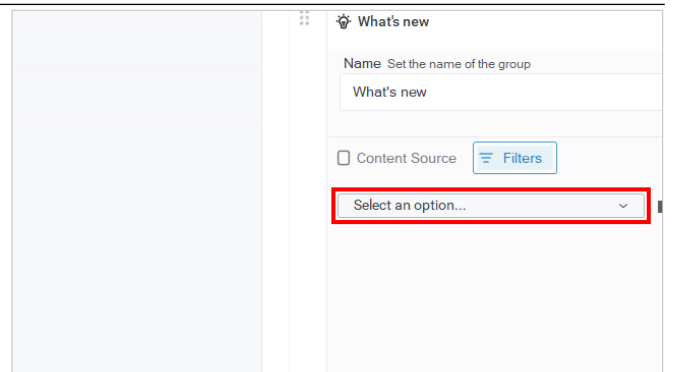 What's new
Name Set the name of the group
What's new
Content Source Filters
Select an option...